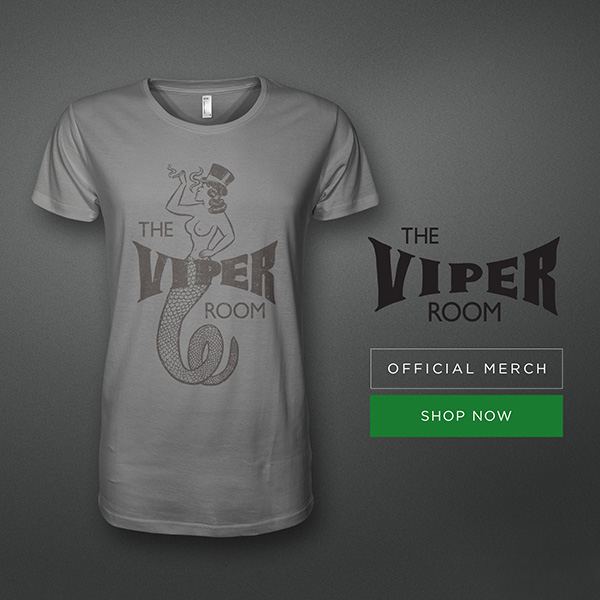 THE
VIPER
ROOM
THE
VIPER
ROOM
OFFICIAL MERCH
SHOP NOW